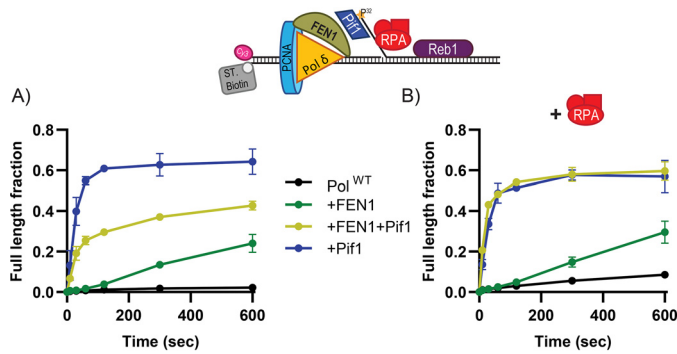 Cy3
ST.
Biotin
PCNA
FEN1
Pol δ
Pif1
P³²
RPA
Reb1
A)
Full length fraction
0.8
0.6
0.4
0.2
0.0
0
200
400
600
Time (sec)
Pol WT
+FEN1
+FEN1+Pif1
+Pif1
B)
+ RPA
Full length fraction
0.8
0.6
0.4
0.2
0.0
0
200
400
600
Time (sec)